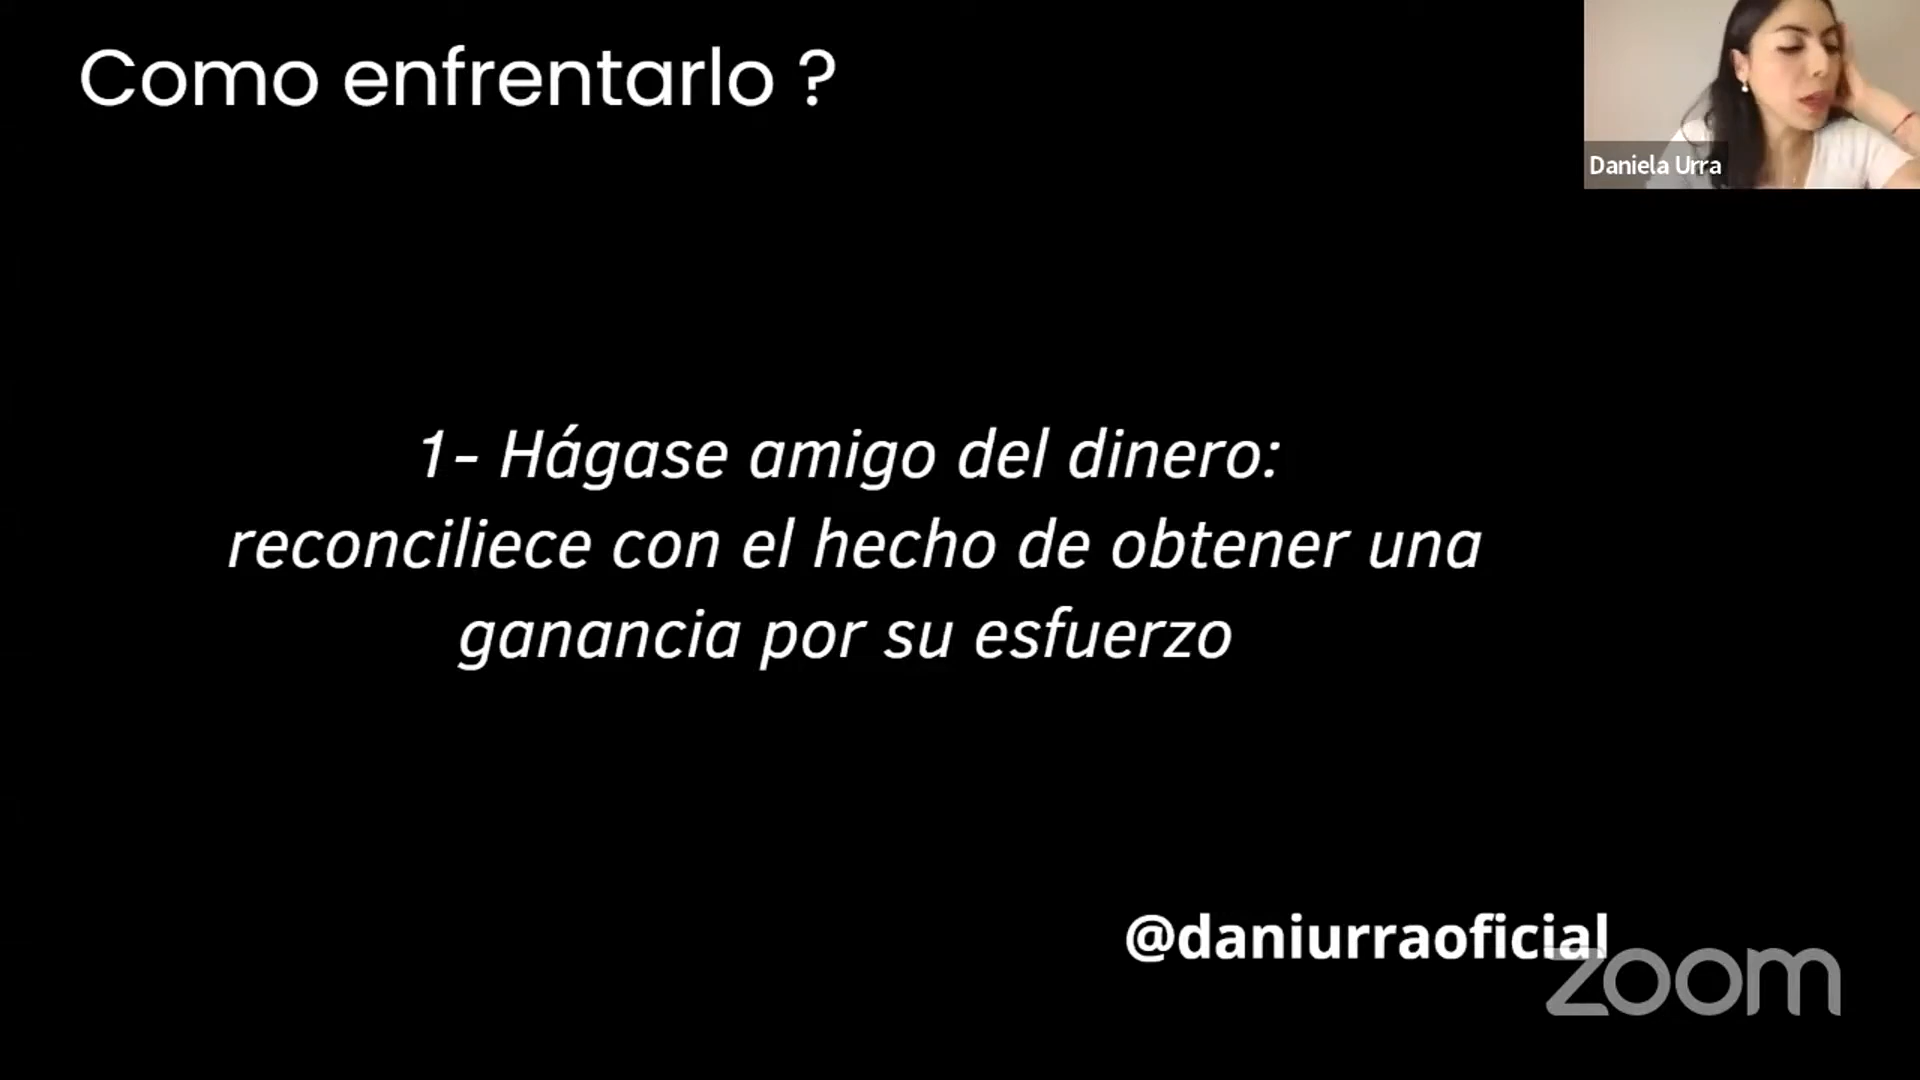 Como enfrentarlo ?
Daniela Urra
1- Hágase amigo del dinero:
reconciliece con el hecho de obtener una
ganancia por su esfuerzo
@daniurraoficial
zoom